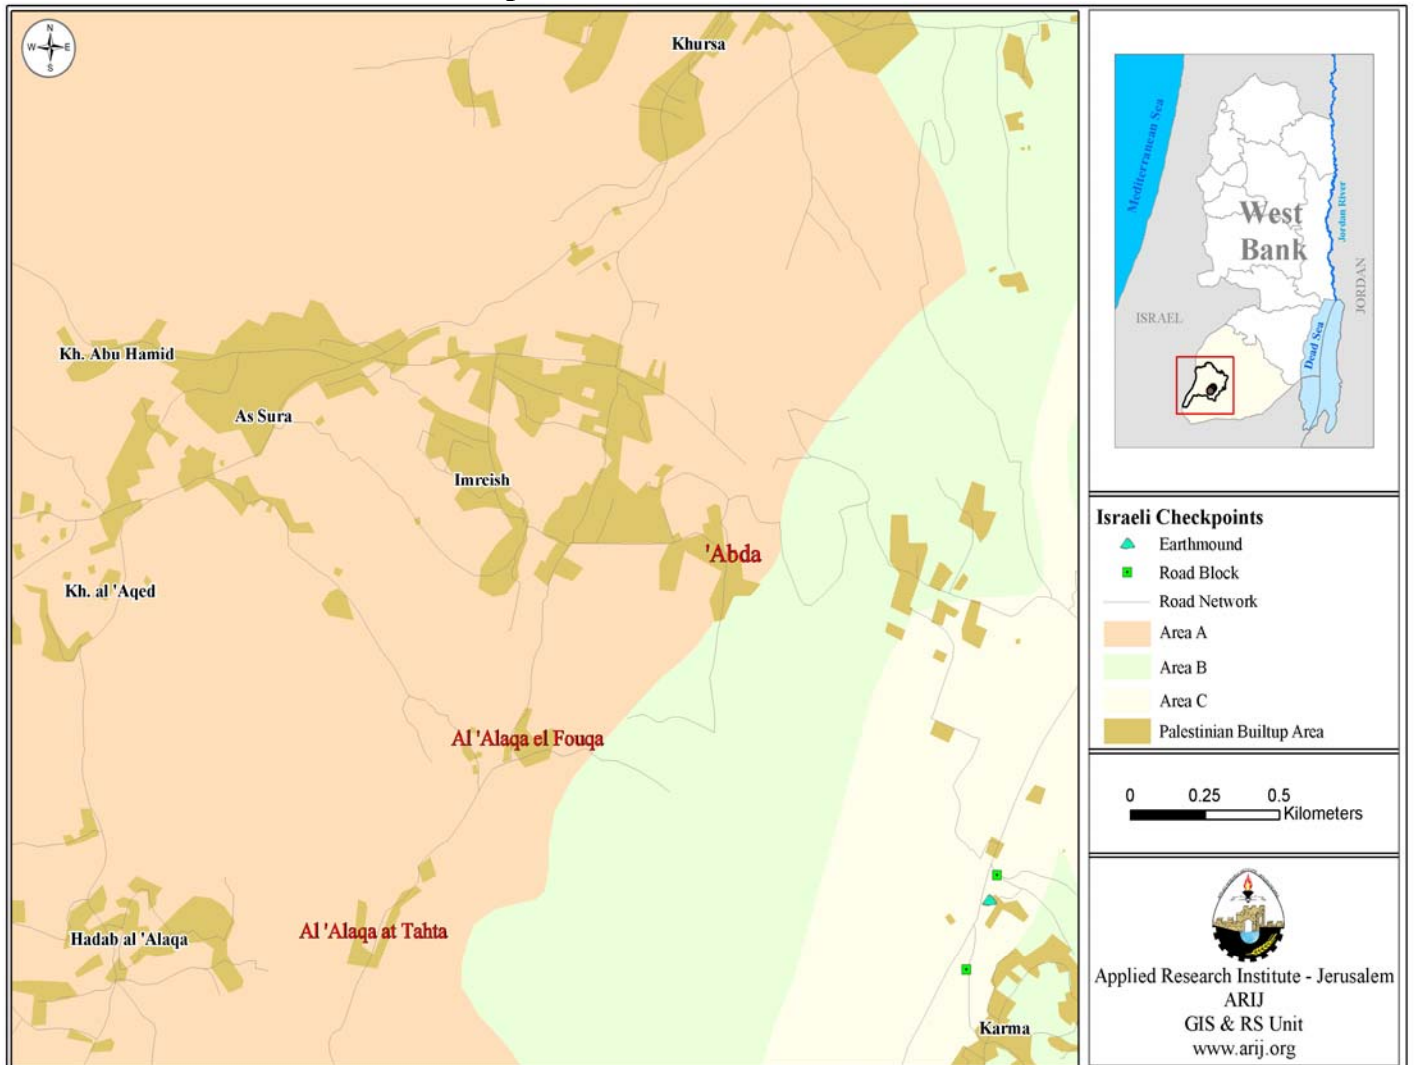 N
W
E
S
Khursa
Kh. Abu Hamid
As Sura
Imreish
'Abda
Kh. al 'Aqed
Al 'Alaqa el Fouqa
Al 'Alaqa at Tahta
Hadab al 'Alaqa
Karma
Mediterranean Sea
West
Bank
Jordan River
JORDAN
ISRAEL
Dead Sea
Israeli Checkpoints
Earthmound
Road Block
Road Network
Area A
Area B
Area C
Palestinian Builtup Area
0 0.25 0.5
Kilometers
Applied Research Institute - Jerusalem
ARIJ
GIS & RS Unit
www.arij.org